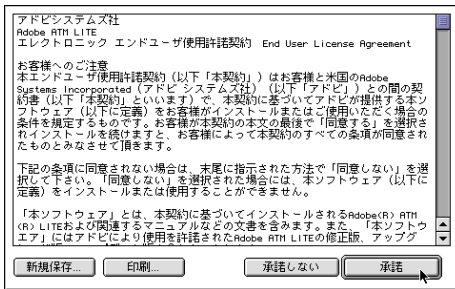 アドビシステムズ社
Adobe ATM LITE
エレクトロニック エンドユーザ使用許諾契約  End User License Agreement
お客様へのご注意
本エンドユーザ使用許諾契約（以下「本契約」）はお客様と米国のAdobe
Systems Incorporated（アドビ システムズ社）（以下「アドビ」）との間の契
約書（以下「本契約」といいます）で、本契約に基づいてアドビが提供する本ソ
フトウェア（以下に定義）をお客様がインストールまたはご使用いただく場合の
条件を規定するものです。お客様が本契約の本文の最後で「同意する」を選択さ
れインストールを続けますと、お客様によって本契約のすべての条項が同意され
たものとみなさせて頂きます。
下記の条項に同意されない場合は、末尾に指示された方法で「同意しない」を選
択して下さい。「同意しない」を選択された場合には、本ソフトウェア（以下に
定義）をインストールまたは使用することができません。
「本ソフトウェア」とは、本契約に基づいてインストールされるAdobe(R) ATM
(R) LITEおよび関連するマニュアルなどの文書を含みます。また、「本ソフトウ
エア」にはアドビにより使用を許諾されたAdobe ATM LITEの修正版、アップグ
新規保存...
印刷...
承諾しない
承諾